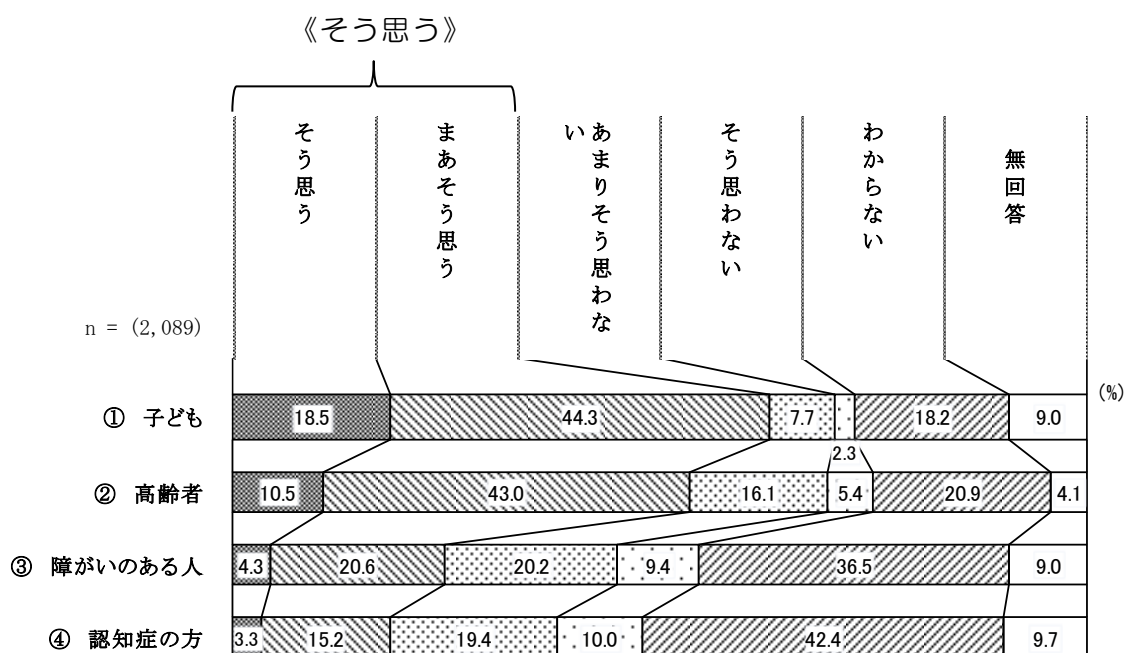 《そう思う》
そう思う
まあそう思う
あまりそう思わな
い
そう思わない
わからない
無回答
n = (2,089)
(%)
① 子ども 18.5 44.3 7.7 2.3 18.2 9.0
② 高齢者 10.5 43.0 16.1 5.4 20.9 4.1
③ 障がいのある人 4.3 20.6 20.2 9.4 36.5 9.0
④ 認知症の方 3.3 15.2 19.4 10.0 42.4 9.7